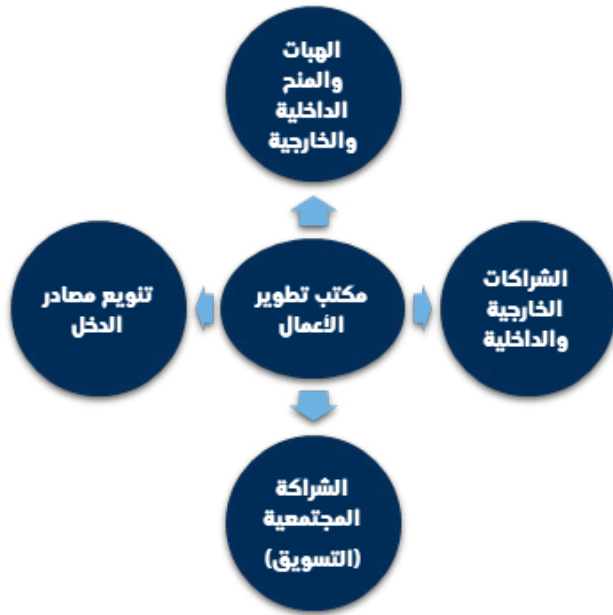 الهبات
والمنح
الداخلية
والخارجية
الشراكات
الخارجية
والداخلية
مكتب تطوير
الأعمال
تنويع مصادر
الدخل
الشراكة
المجتمعية
(التسويق)